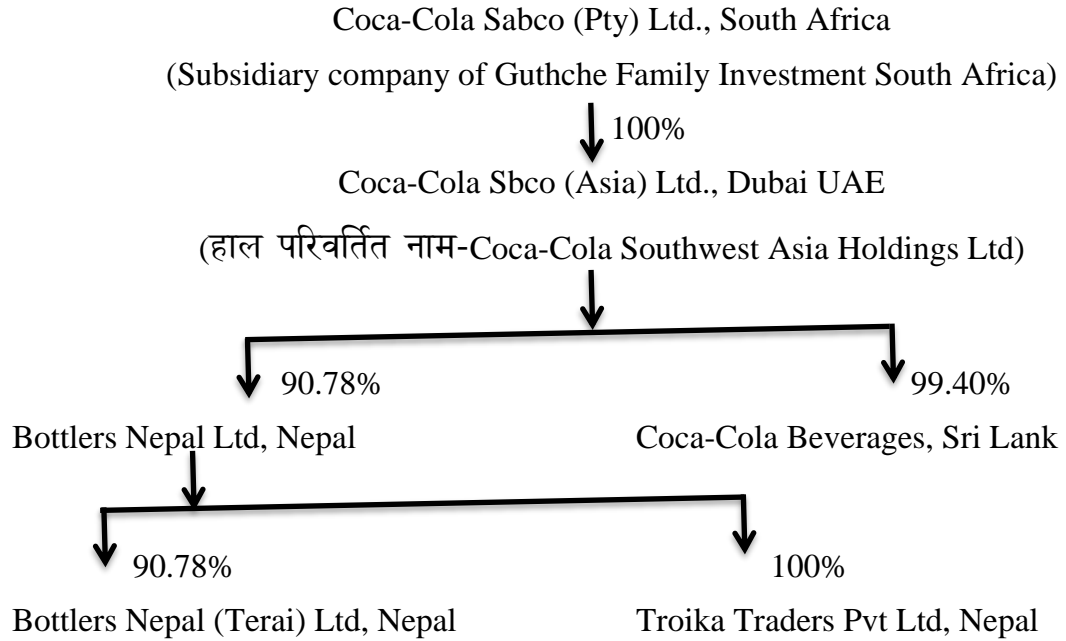 Coca-Cola Sabco (Pty) Ltd., South Africa
(Subsidiary company of Guthche Family Investment South Africa)
100%
Coca-Cola Sbco (Asia) Ltd., Dubai UAE
(हाल परिवर्तित नाम-Coca-Cola Southwest Asia Holdings Ltd)
90.78%
99.40%
Bottlers Nepal Ltd, Nepal
Coca-Cola Beverages, Sri Lank
90.78%
100%
Bottlers Nepal (Terai) Ltd, Nepal
Troika Traders Pvt Ltd, Nepal